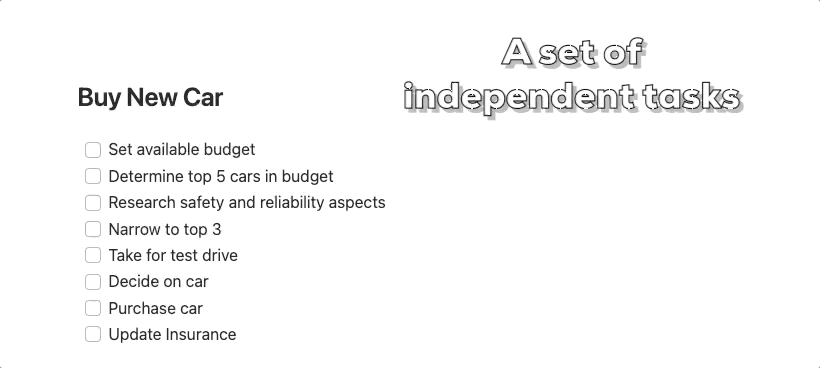 A set of
independent tasks
Buy New Car
Set available budget
Determine top 5 cars in budget
Research safety and reliability aspects
Narrow to top 3
Take for test drive
Decide on car
Purchase car
Update Insurance